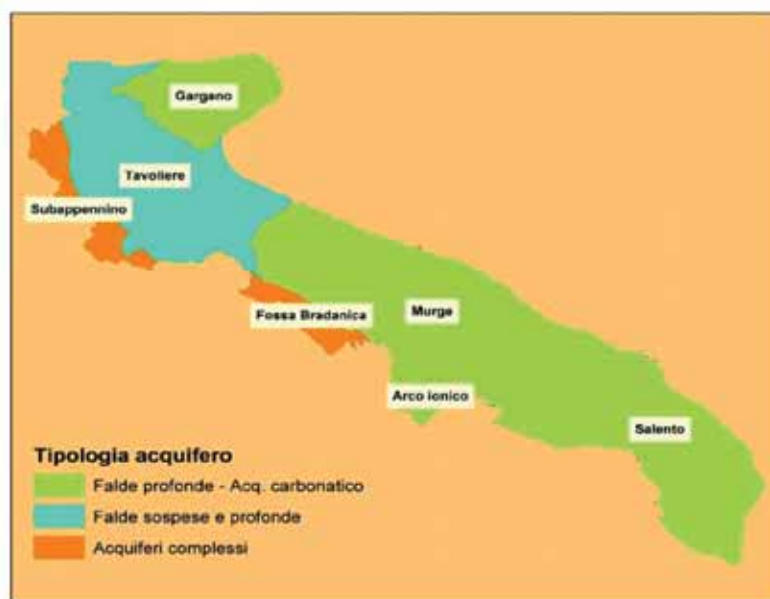 Gargano
Tavoliere
Subappennino
Fossa Bradanica
Murge
Arco ionico
Salento
Tipologia acquifero
Falde profonde - Acq. carbonatico
Falde sospese e profonde
Acquiferi complessi